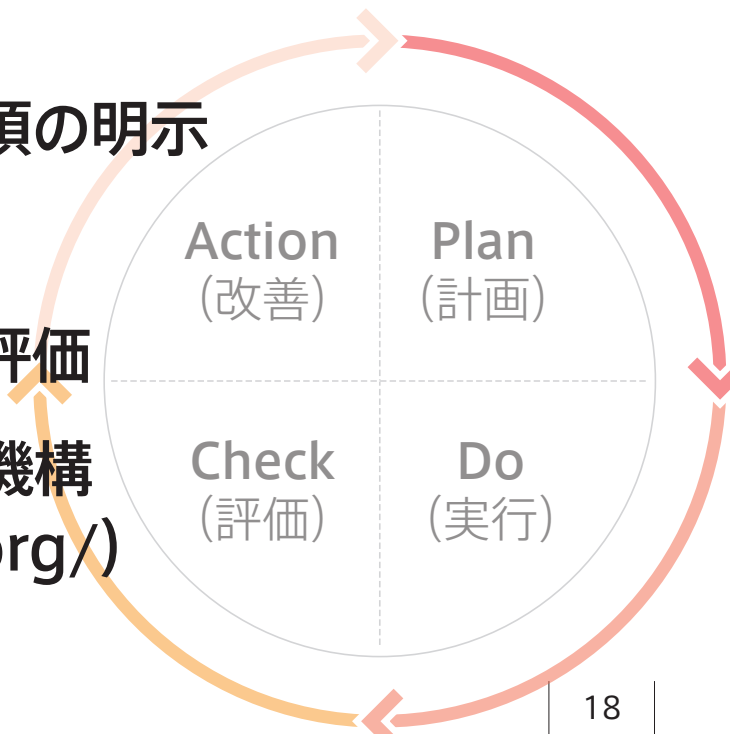 頃の明示
Action
(改善)
Plan
(計画)
評価
機構
org/)
Check
(評価)
Do
(実行)
18